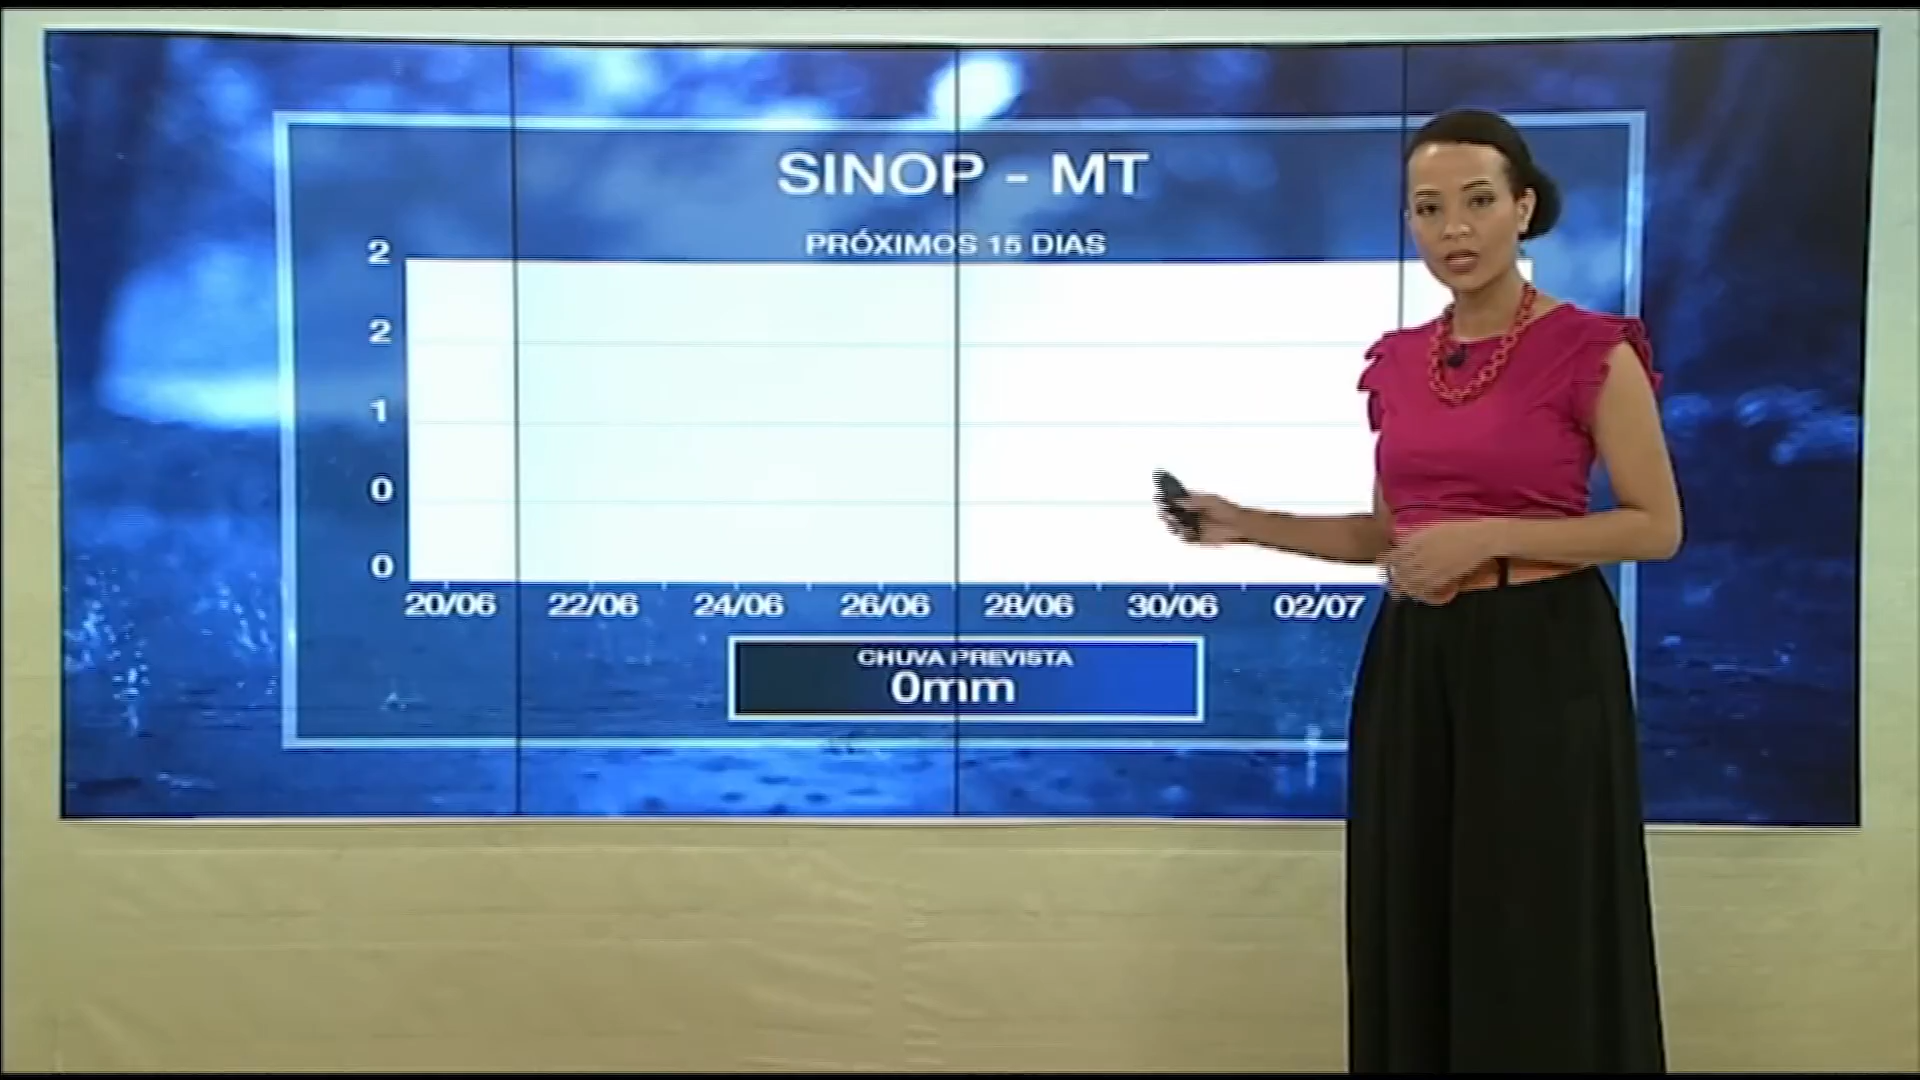 SINOP - MT
PRÓXIMOS 15 DIAS
2
2
1
0
0
20/06 22/06 24/06 26/06 28/06 30/06 02/07
CHUVA PREVISTA
0mm